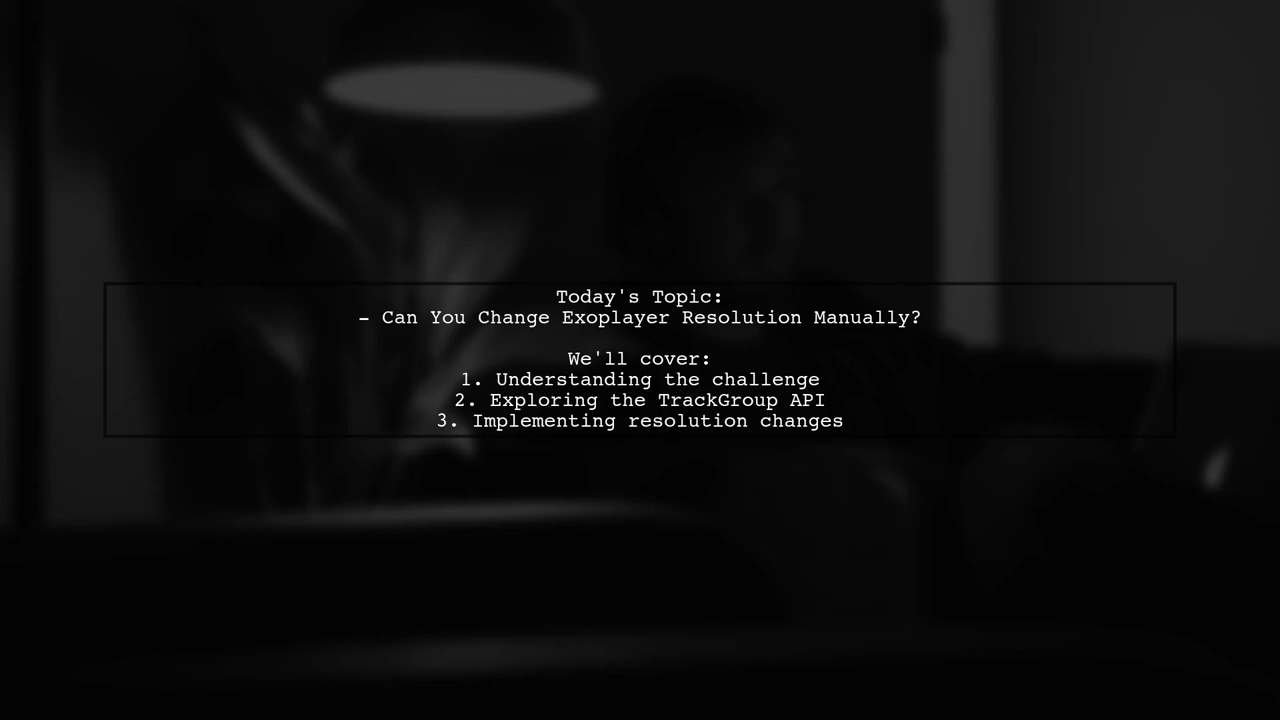 Today's Topic:
- Can You Change Exoplayer Resolution Manually?
We'll cover:
1. Understanding the challenge
2. Exploring the TrackGroup API
3. Implementing resolution changes